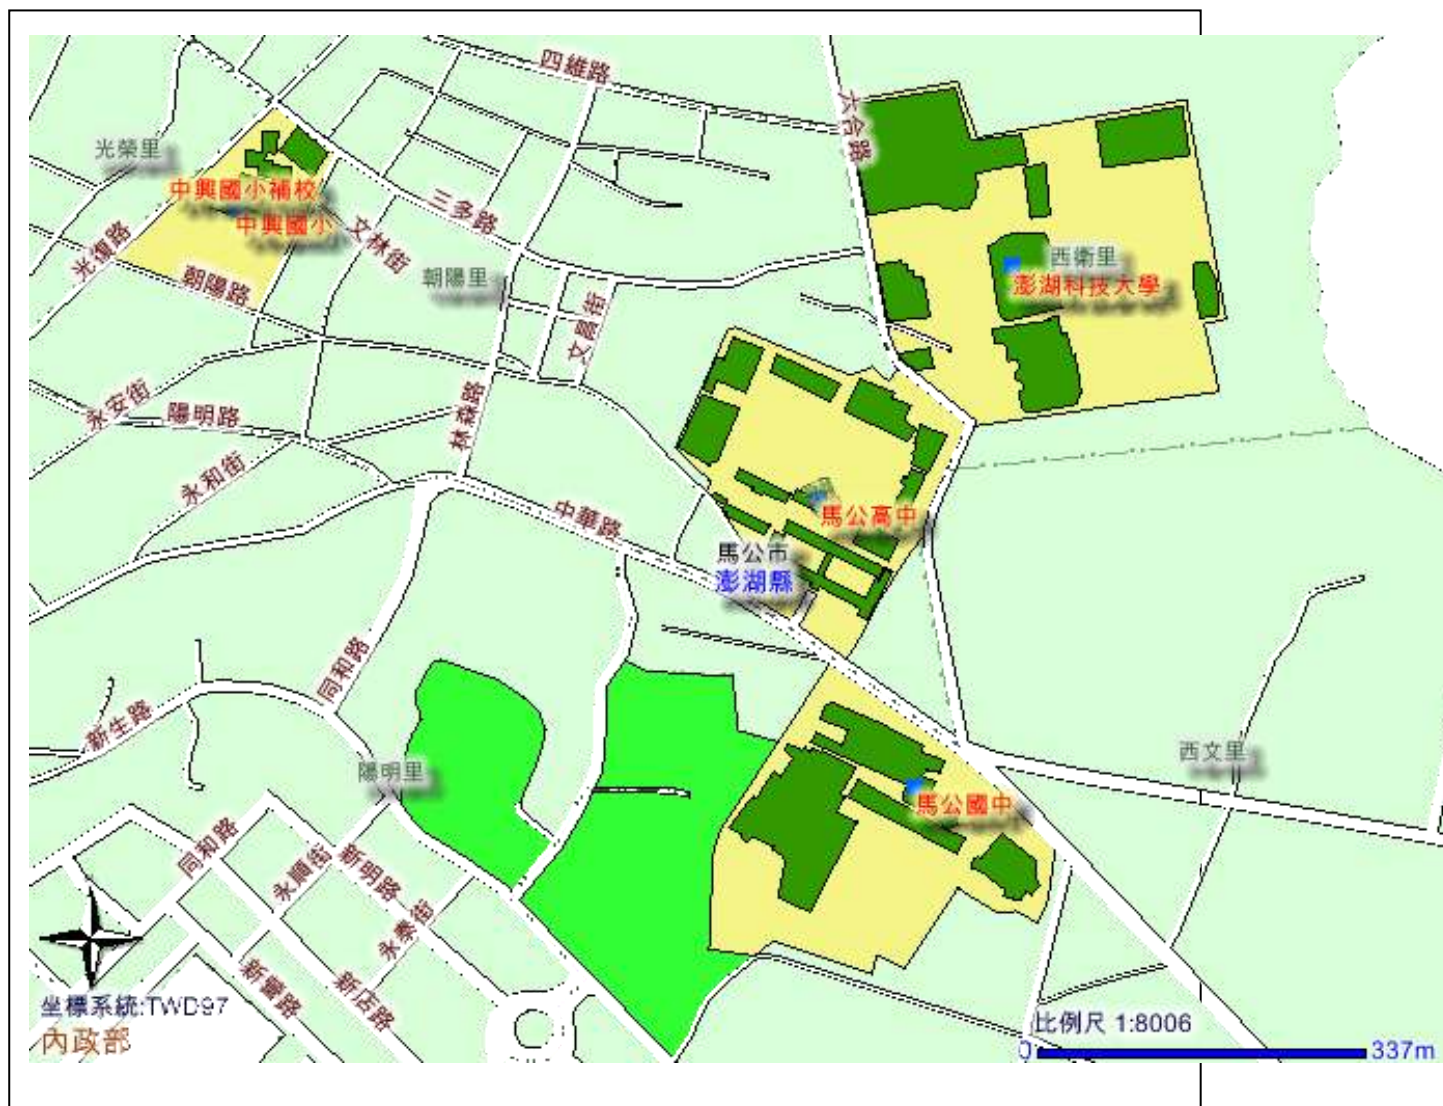 四維路
六合路
光榮里
中興國小補校
中興國小
三多路
文林街
光復路
朝陽路
朝陽里
西衛里
澎湖科技大學
文昌街
永安街
陽明路
林森路
永和街
中華路
馬公高中
馬公市
澎湖縣
同和路
新生路
陽明里
西文里
馬公國中
同和路
永順街
新明路
永泰街
新店路
坐標系統:TWD97
內政部
比例尺 1:8006
0
337m